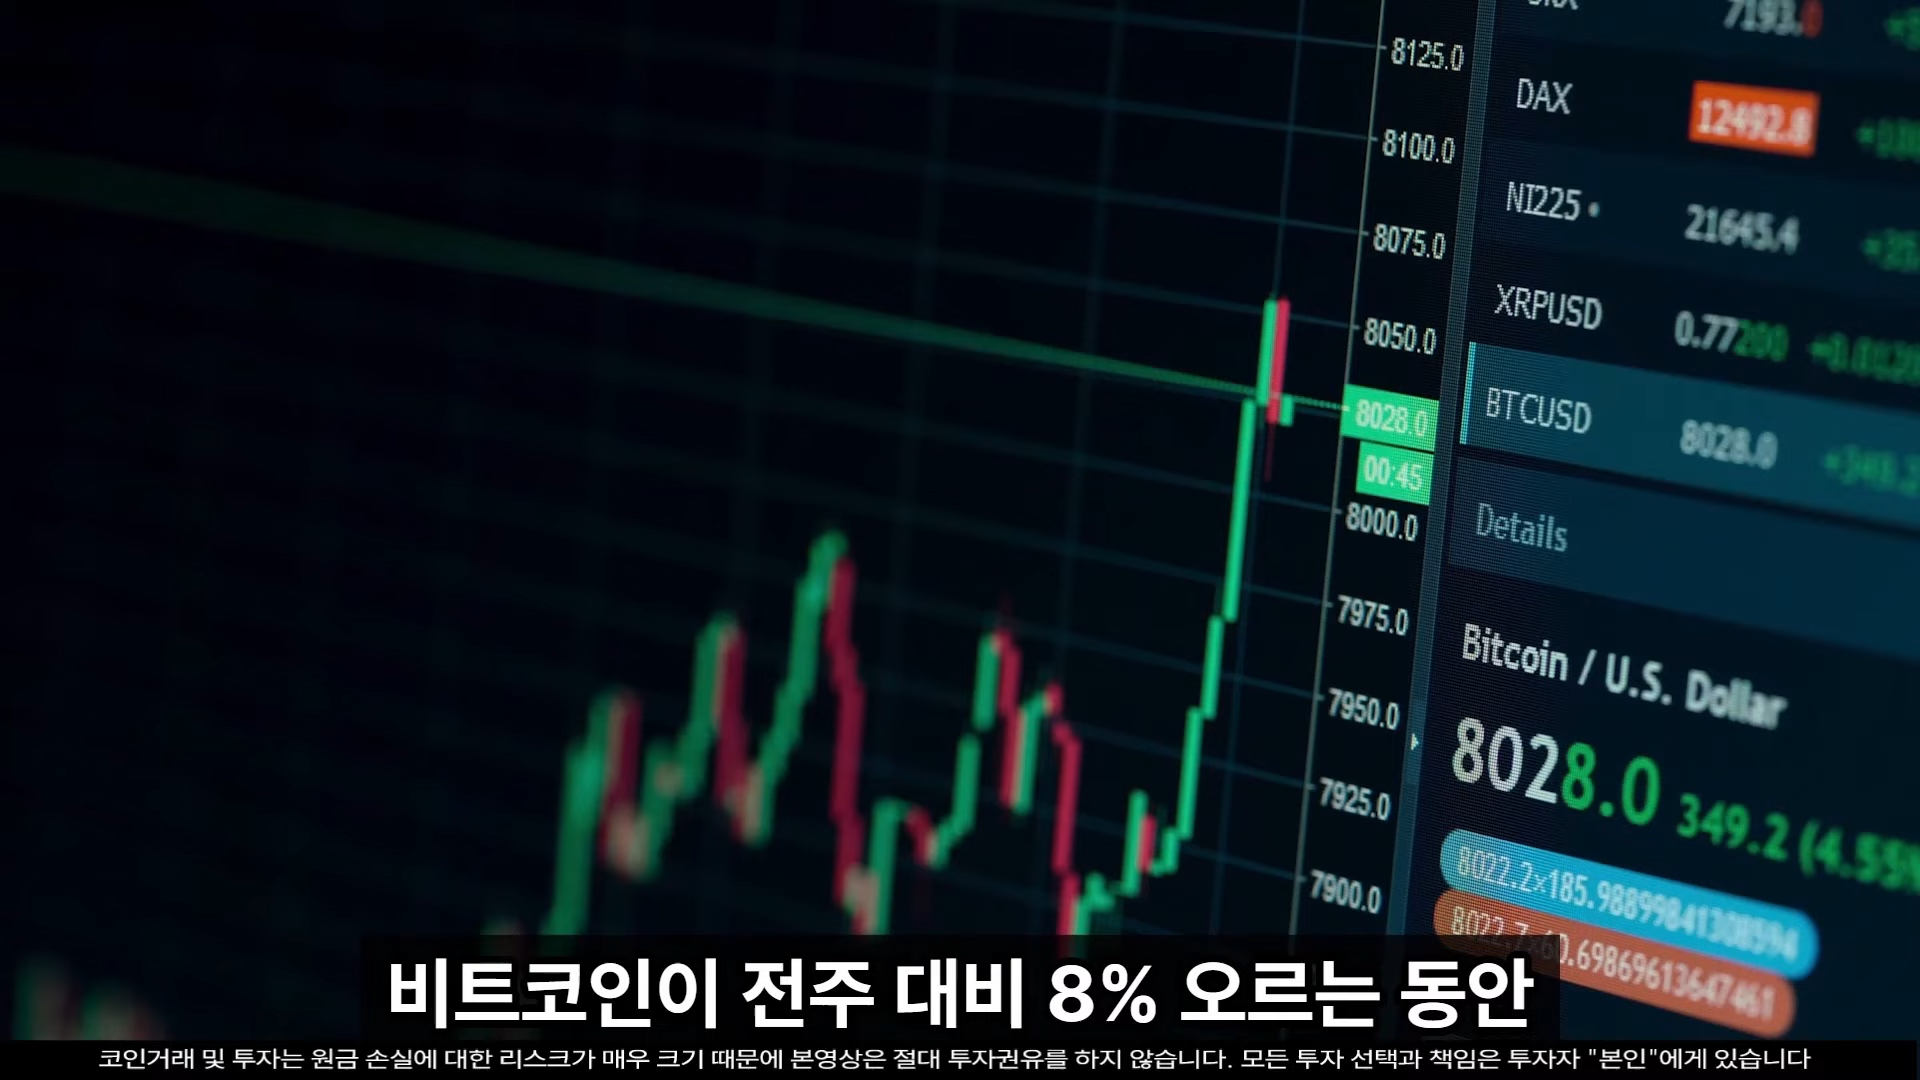 7193.0
8125.0
DAX 12492.8
8100.0
NI225 21645.4
8075.0
XRPUSD 0.77200
8050.0
8028.0
BTCUSD 8028.0
00:45
8000.0
Details
7975.0
Bitcoin / U.S. Dollar
7950.0
8028.0 349.2 (4.55%
7925.0
7900.0
비트코인이 전주 대비 8% 오르는 동안
코인거래 및 투자는 원금 손실에 대한 리스크가 매우 크기 때문에 본영상은 절대 투자권유를 하지 않습니다. 모든 투자 선택과 책임은 투자자 "본인"에게 있습니다